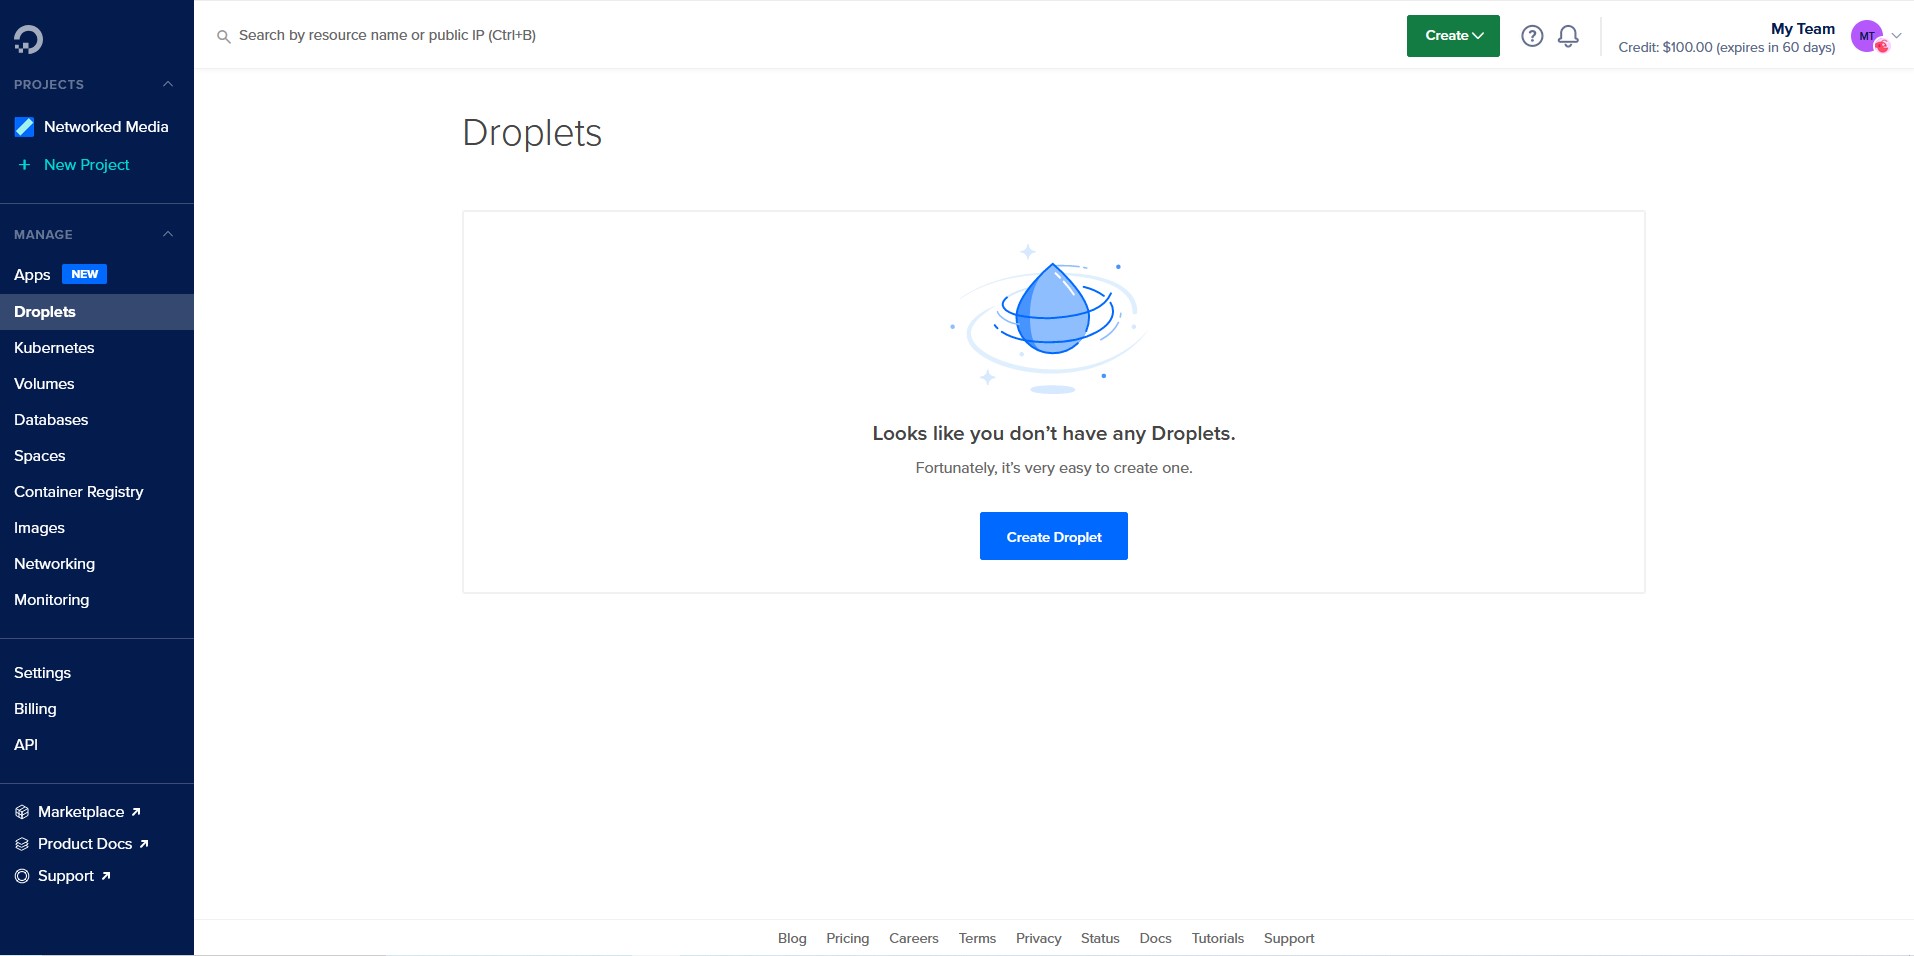 Search by resource name or public IP (Ctrl+B)
Create
My Team
Credit: $100.00 (expires in 60 days)
MT
PROJECTS
Networked Media
+ New Project
MANAGE
Apps NEW
Droplets
Kubernetes
Volumes
Databases
Spaces
Container Registry
Images
Networking
Monitoring
Settings
Billing
API
Marketplace
Product Docs
Support
Droplets
Looks like you don’t have any Droplets.
Fortunately, it’s very easy to create one.
Create Droplet
Blog Pricing Careers Terms Privacy Status Docs Tutorials Support